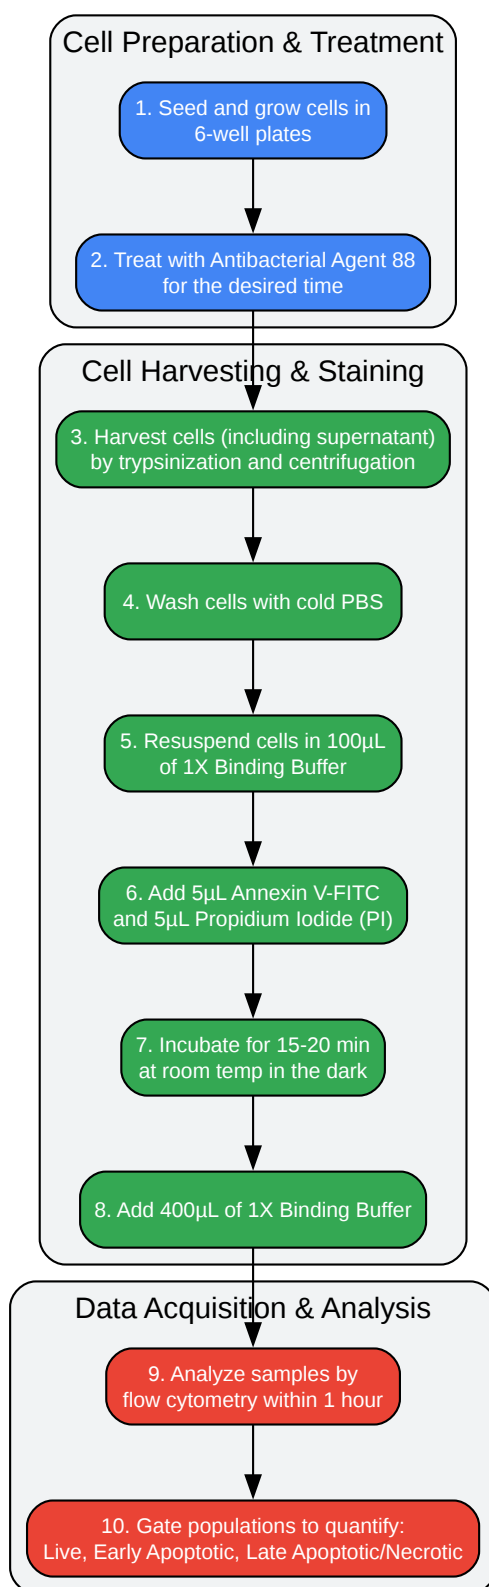 Cell Preparation & Treatment
1. Seed and grow cells in
6-well plates
2. Treat with Antibacterial Agent 88
for the desired time
Cell Harvesting & Staining
3. Harvest cells (including supernatant)
by trypsinization and centrifugation
4. Wash cells with cold PBS
5. Resuspend cells in 100µL
of 1X Binding Buffer
6. Add 5µL Annexin V-FITC
and 5µL Propidium Iodide (PI)
7. Incubate for 15-20 min
at room temp in the dark
8. Add 400µL of 1X Binding Buffer
Data Acquisition & Analysis
9. Analyze samples by
flow cytometry within 1 hour
10. Gate populations to quantify:
Live, Early Apoptotic, Late Apoptotic/Necrotic